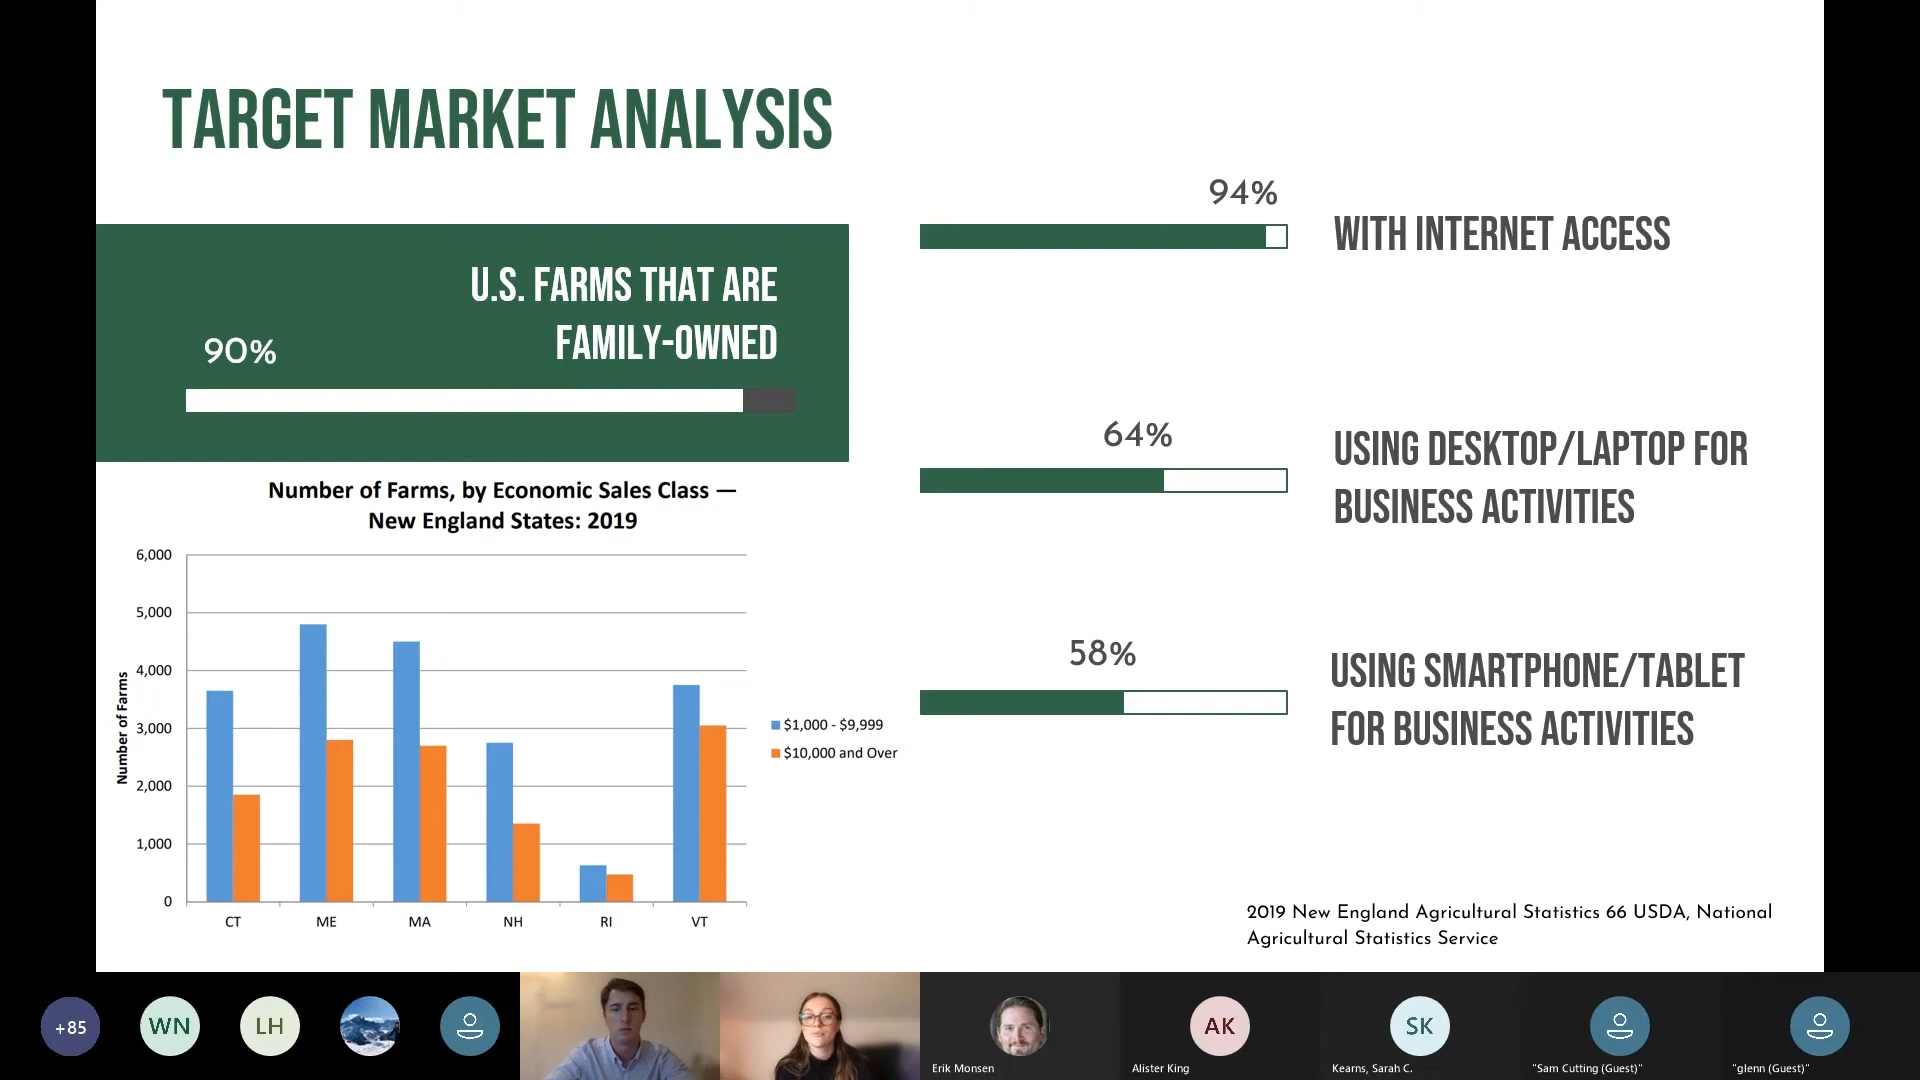 TARGET MARKET ANALYSIS
U.S. FARMS THAT ARE
FAMILY-OWNED
90%
94%
WITH INTERNET ACCESS
64%
USING DESKTOP/LAPTOP FOR
BUSINESS ACTIVITIES
58%
USING SMARTPHONE/TABLET
FOR BUSINESS ACTIVITIES
Number of Farms, by Economic Sales Class —
New England States: 2019
Number of Farms
6,000
5,000
4,000
3,000
2,000
1,000
0
CT ME MA NH RI VT
$1,000 - $9,999
$10,000 and Over
2019 New England Agricultural Statistics 66 USDA, National
Agricultural Statistics Service
+85
WN
LH
AK
SK
Erik Monsen
Alister King
Kearns, Sarah C.
"Sam Cutting (Guest)"
"glenn (Guest)"